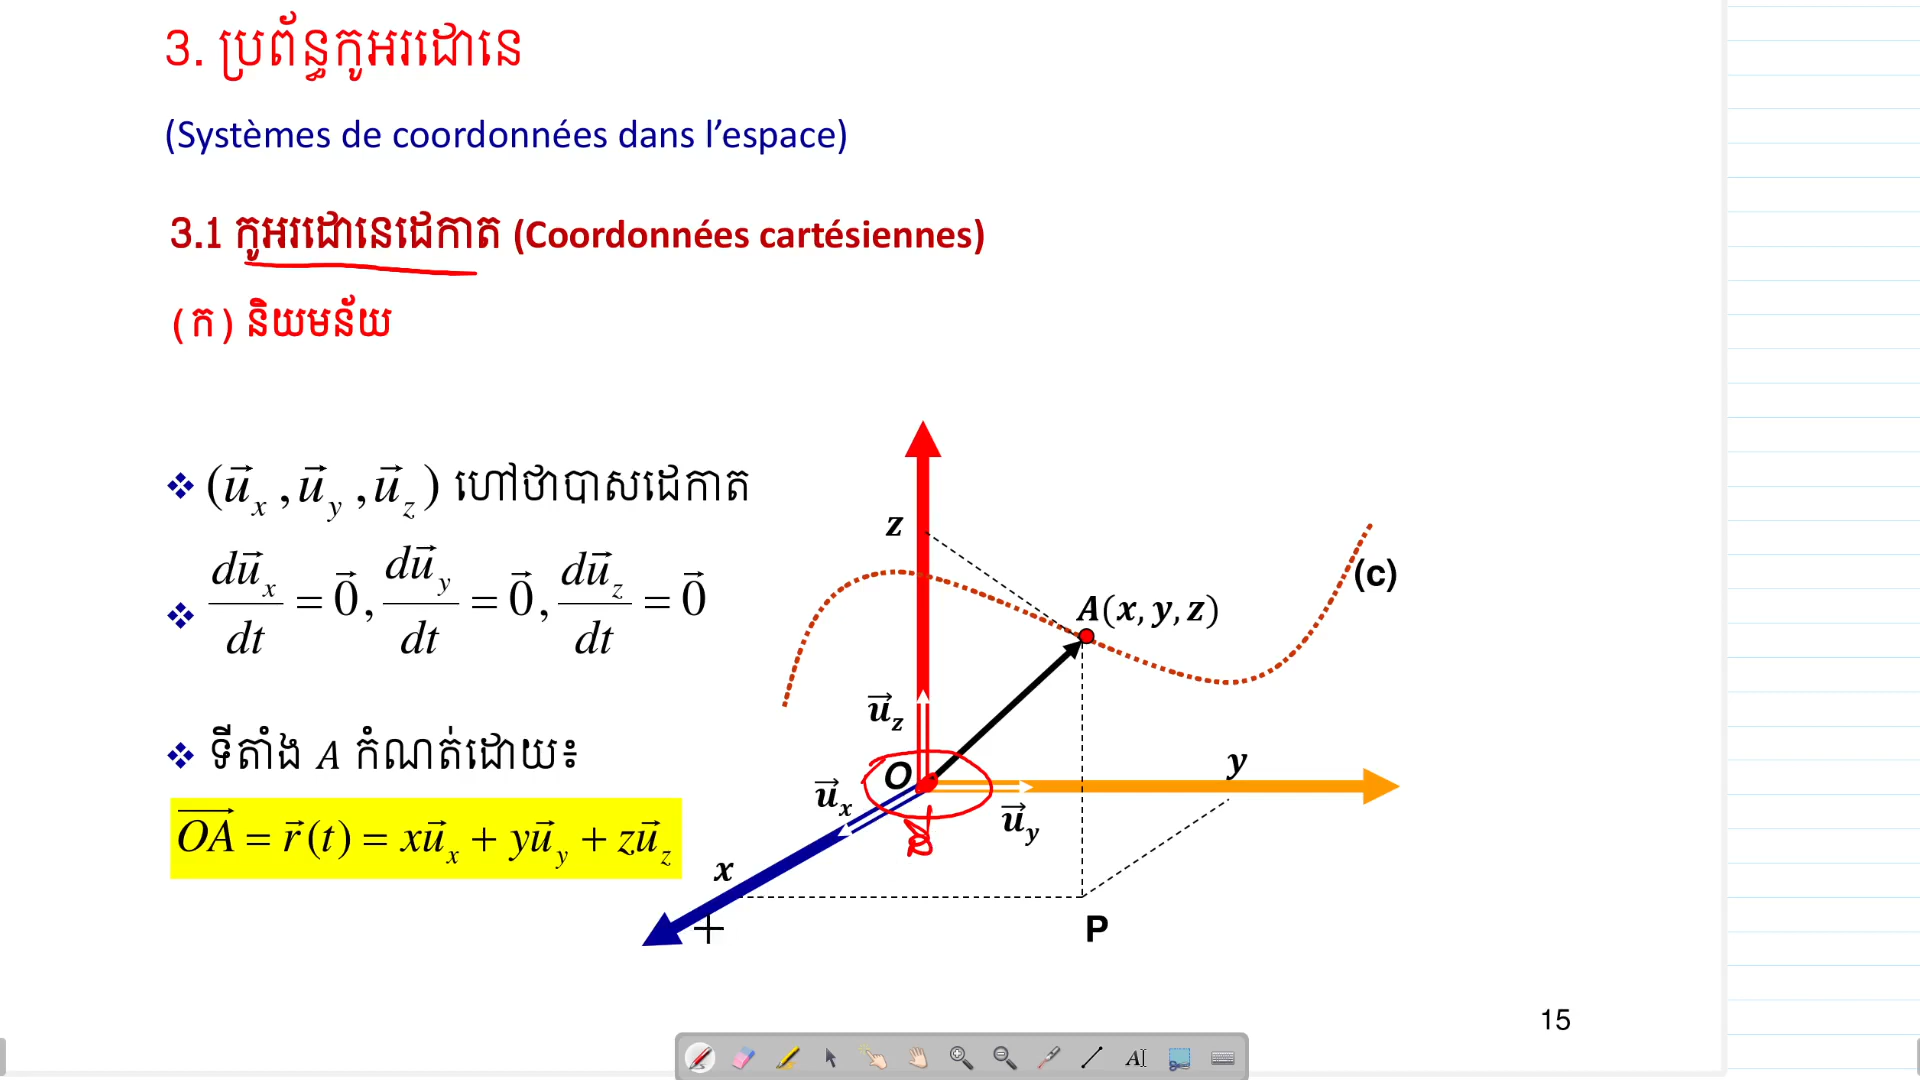 3. ប្រព័ន្ធកូអរដោនេ
(Systèmes de coordonnées dans l’espace)
3.1 កូអរដោនេដេកាត (Coordonnées cartésiennes)
(ក) និយមន័យ
❖ (u⃗x , u⃗y , u⃗z) ហៅថាបាសដេកាត
❖ du⃗x/dt = 0⃗, du⃗y/dt = 0⃗, du⃗z/dt = 0⃗
❖ ទីតាំង A កំណត់ដោយ៖
OA⃗ = r⃗(t) = xu⃗x + yu⃗y + zu⃗z
z
(c)
A(x, y, z)
u⃗z
O
y
u⃗x
u⃗y
x
P
15